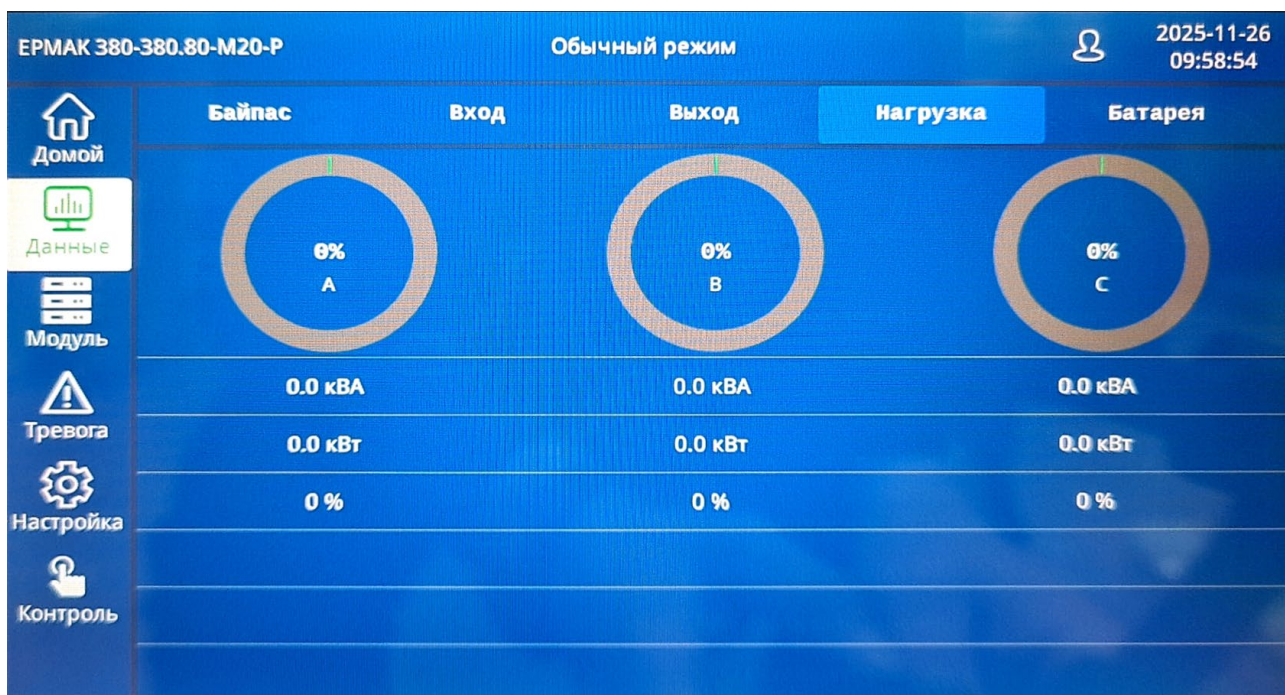 ЕРМАК 380-380.80-М20-Р
Обычный режим
2025-11-26
09:58:54
Домой
Данные
Модуль
Тревога
Настройка
Контроль
Байпас Вход Выход Нагрузка Батарея
0% 0% 0%
A B C
0.0 кВА 0.0 кВА 0.0 кВА
0.0 кВт 0.0 кВт 0.0 кВт
0 % 0 % 0 %